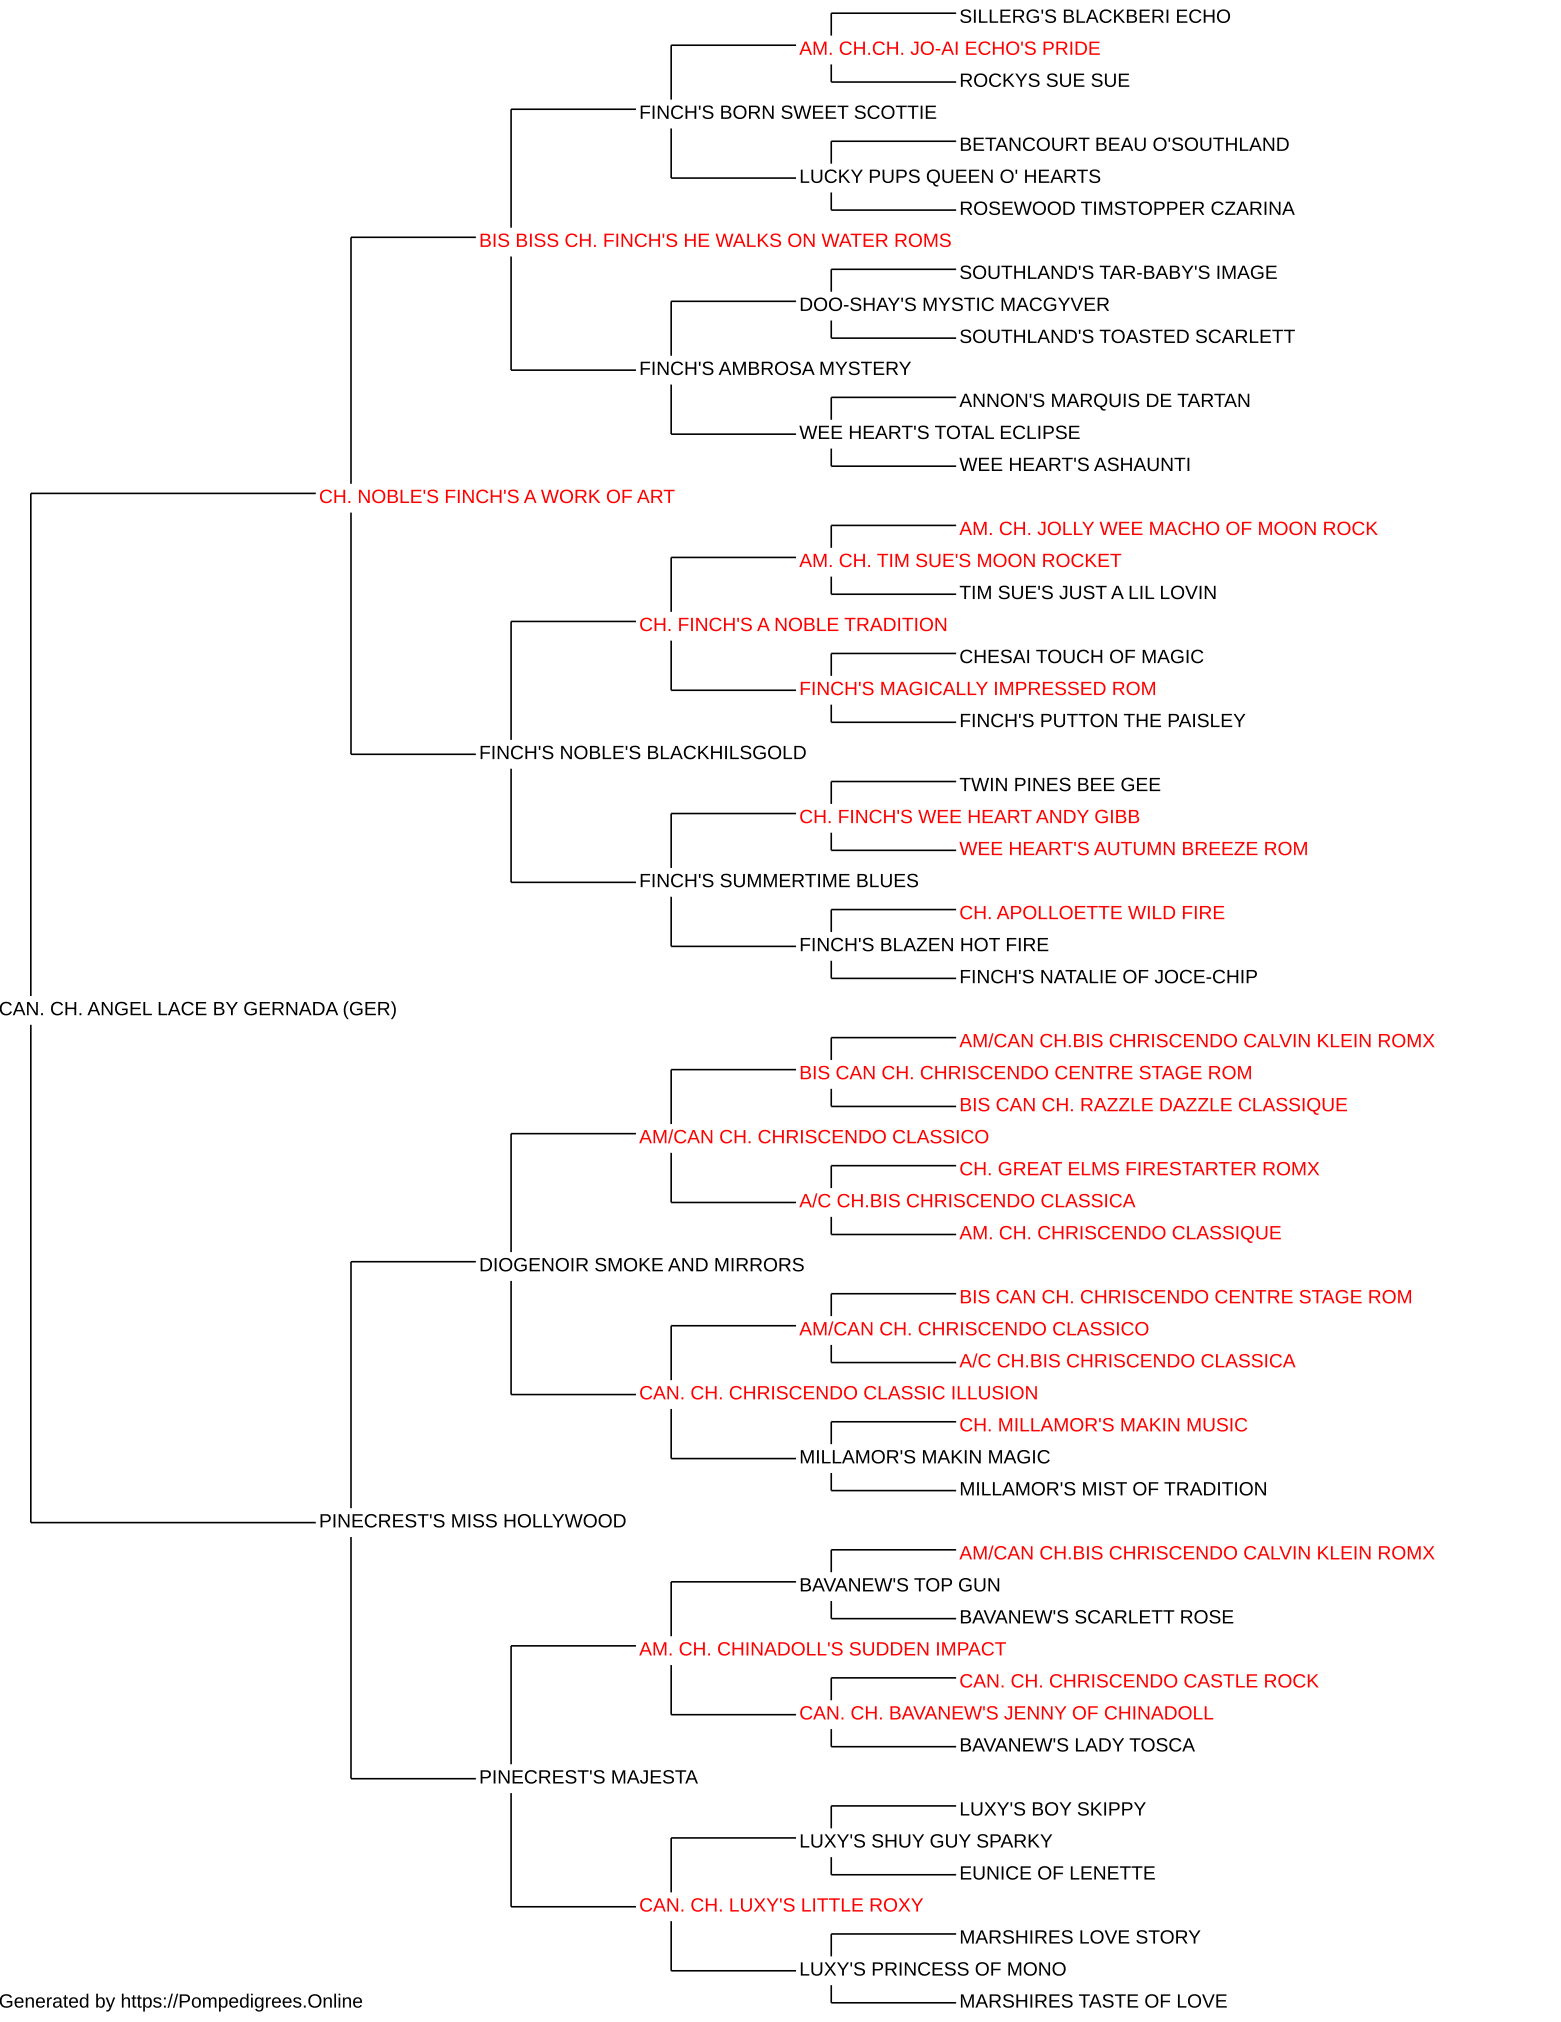 SILLERG'S BLACKBERI ECHO
AM. CH.CH. JO-AI ECHO'S PRIDE
ROCKYS SUE SUE
FINCH'S BORN SWEET SCOTTIE
BETANCOURT BEAU O'SOUTHLAND
LUCKY PUPS QUEEN O' HEARTS
ROSEWOOD TIMSTOPPER CZARINA
BIS BISS CH. FINCH'S HE WALKS ON WATER ROMS
SOUTHLAND'S TAR-BABY'S IMAGE
DOO-SHAY'S MYSTIC MACGYVER
SOUTHLAND'S TOASTED SCARLETT
FINCH'S AMBROSA MYSTERY
ANNON'S MARQUIS DE TARTAN
WEE HEART'S TOTAL ECLIPSE
WEE HEART'S ASHAUNTI
CH. NOBLE'S FINCH'S A WORK OF ART
AM. CH. JOLLY WEE MACHO OF MOON ROCK
AM. CH. TIM SUE'S MOON ROCKET
TIM SUE'S JUST A LIL LOVIN
CH. FINCH'S A NOBLE TRADITION
CHESAI TOUCH OF MAGIC
FINCH'S MAGICALLY IMPRESSED ROM
FINCH'S PUTTON THE PAISLEY
FINCH'S NOBLE'S BLACKHILSGOLD
TWIN PINES BEE GEE
CH. FINCH'S WEE HEART ANDY GIBB
WEE HEART'S AUTUMN BREEZE ROM
FINCH'S SUMMERTIME BLUES
CH. APOLLOETTE WILD FIRE
FINCH'S BLAZEN HOT FIRE
FINCH'S NATALIE OF JOCE-CHIP
CAN. CH. ANGEL LACE BY GERNADA (GER)
AM/CAN CH.BIS CHRISCENDO CALVIN KLEIN ROMX
BIS CAN CH. CHRISCENDO CENTRE STAGE ROM
BIS CAN CH. RAZZLE DAZZLE CLASSIQUE
AM/CAN CH. CHRISCENDO CLASSICO
CH. GREAT ELMS FIRESTARTER ROMX
A/C CH.BIS CHRISCENDO CLASSICA
AM. CH. CHRISCENDO CLASSIQUE
DIOGENOIR SMOKE AND MIRRORS
BIS CAN CH. CHRISCENDO CENTRE STAGE ROM
AM/CAN CH. CHRISCENDO CLASSICO
A/C CH.BIS CHRISCENDO CLASSICA
CAN. CH. CHRISCENDO CLASSIC ILLUSION
CH. MILLAMOR'S MAKIN MUSIC
MILLAMOR'S MAKIN MAGIC
MILLAMOR'S MIST OF TRADITION
PINECREST'S MISS HOLLYWOOD
AM/CAN CH.BIS CHRISCENDO CALVIN KLEIN ROMX
BAVANEW'S TOP GUN
BAVANEW'S SCARLETT ROSE
AM. CH. CHINADOLL'S SUDDEN IMPACT
CAN. CH. CHRISCENDO CASTLE ROCK
CAN. CH. BAVANEW'S JENNY OF CHINADOLL
BAVANEW'S LADY TOSCA
PINECREST'S MAJESTA
LUXY'S BOY SKIPPY
LUXY'S SHUY GUY SPARKY
EUNICE OF LENETTE
CAN. CH. LUXY'S LITTLE ROXY
MARSHIRES LOVE STORY
LUXY'S PRINCESS OF MONO
MARSHIRES TASTE OF LOVE
Generated by https://Pompedigrees.Online